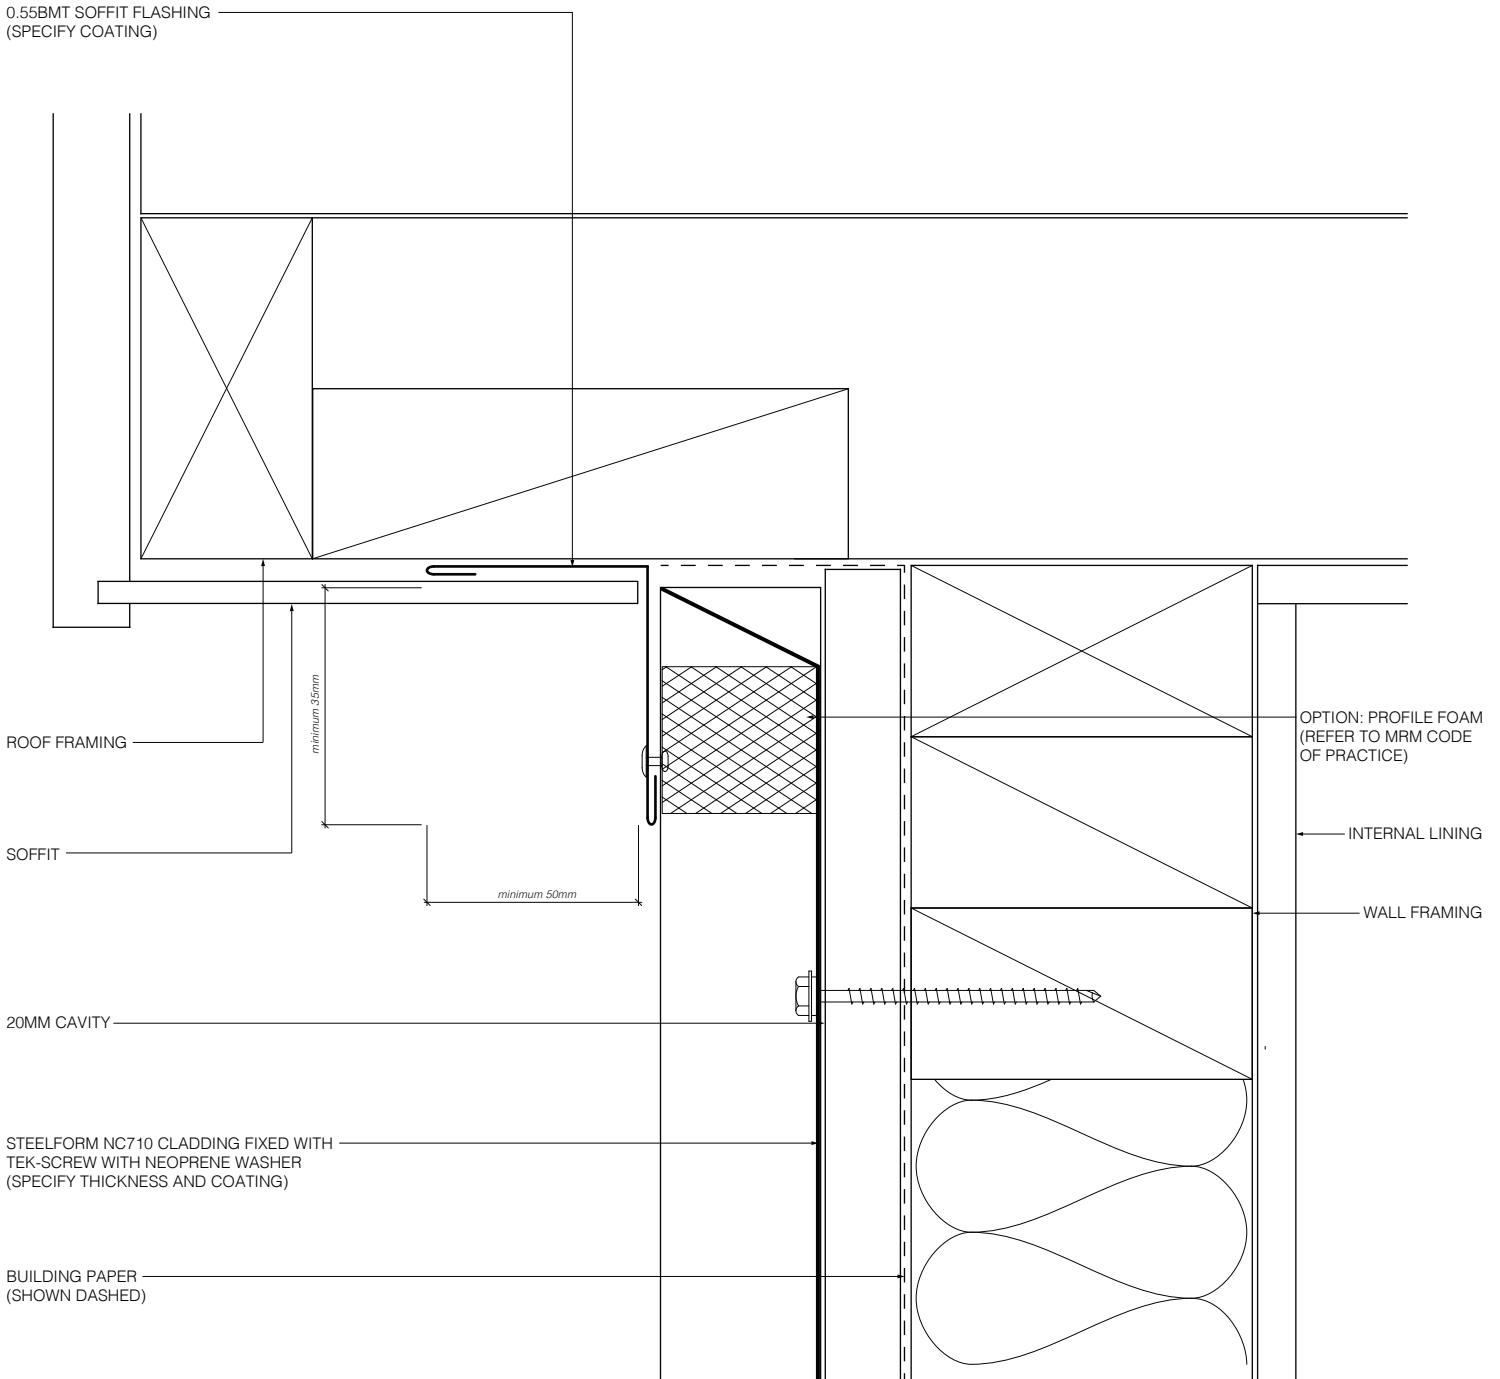 0.55BMT SOFFIT FLASHING
(SPECIFY COATING)
minimum 35mm
ROOF FRAMING
OPTION: PROFILE FOAM
(REFER TO MRM CODE
OF PRACTICE)
SOFFIT
INTERNAL LINING
minimum 50mm
WALL FRAMING
20MM CAVITY
STEELFORM NC710 CLADDING FIXED WITH
TEK-SCREW WITH NEOPRENE WASHER
(SPECIFY THICKNESS AND COATING)
BUILDING PAPER
(SHOWN DASHED)